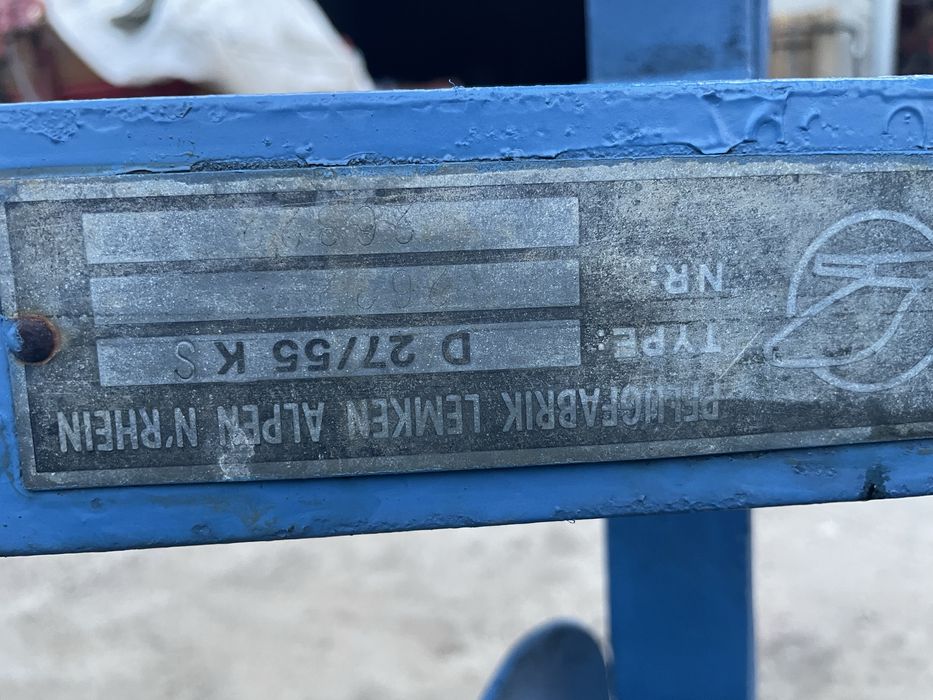 PFLUGFABRIK LEMKEN ALPEN N'RHEIN
TYPE: D 27/55 K S
NR: